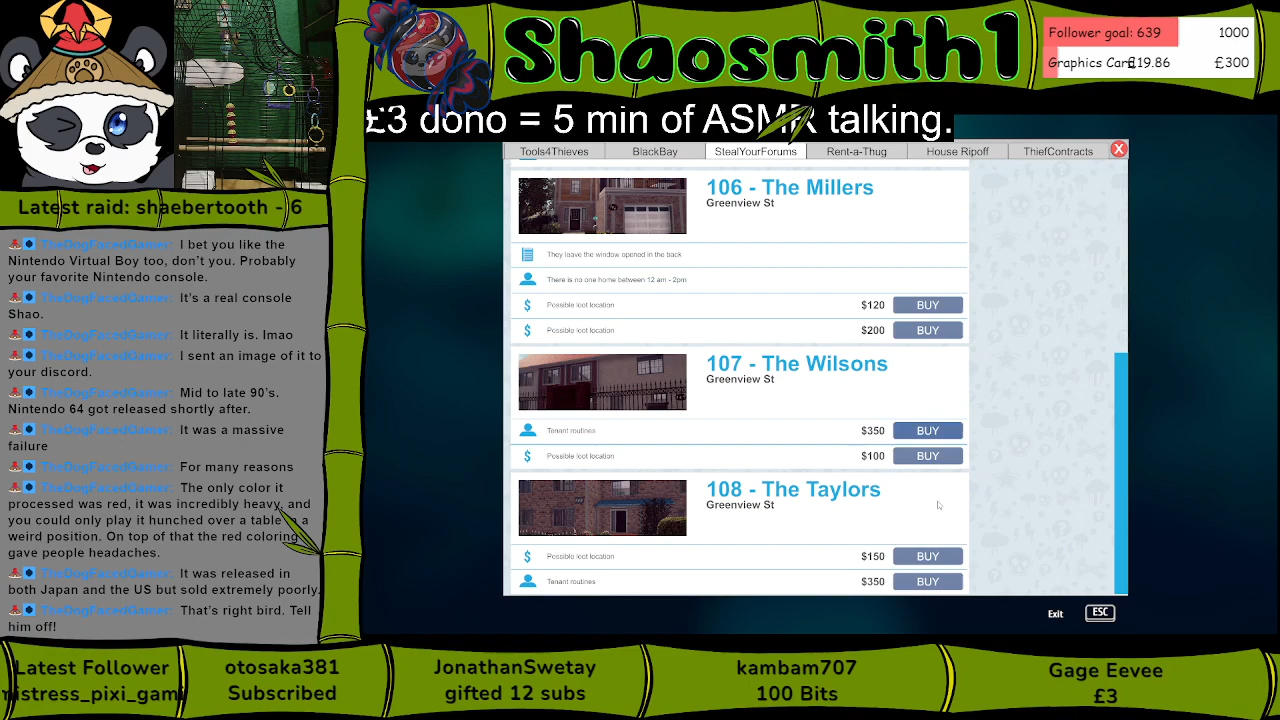 Shaosmith1
Follower goal: 639 1000
£19.86 £300
£3 dono = 5 min of ASMR talking.
Latest raid: shaebertooth - 6
TheDogFacedGamer: I bet you like the
Nintendo Virtual Boy too, don't you. Probably
your favorite Nintendo console.
TheDogFacedGamer: It's a real console
Shao.
TheDogFacedGamer: It literally is. lmao
TheDogFacedGamer: I sent an image of it to
your discord.
TheDogFacedGamer: Mid to late 90's.
Nintendo 64 got released shortly after.
TheDogFacedGamer: It was a massive
failure
TheDogFacedGamer: For many reasons
TheDogFacedGamer: The only color it
processed was red, it was incredibly heavy, and
you could only play it hunched over a table in a
weird position. On top of that the red coloring
gave people headaches.
TheDogFacedGamer: It was released in
both Japan and the US but sold extremely poorly.
TheDogFacedGamer: That's right bird. Tell
him off!
Tools4Thieves BlackBay StealYourForums Rent-a-Thug House Ripoff ThiefContracts X
106 - The Millers
Greenview St
They leave the window opened in the back
There is no one home between 12 am - 2pm
$ Possible loot location $120 BUY
$ Possible loot location $200 BUY
107 - The Wilsons
Greenview St
Tenant routines $350 BUY
$ Possible loot location $100 BUY
108 - The Taylors
Greenview St
$ Possible loot location $150 BUY
Tenant routines $350 BUY
Exit ESC
Latest Follower
otosaka381
Subscribed
JonathanSwetay
gifted 12 subs
kambam707
100 Bits
Gage Eevee
£3